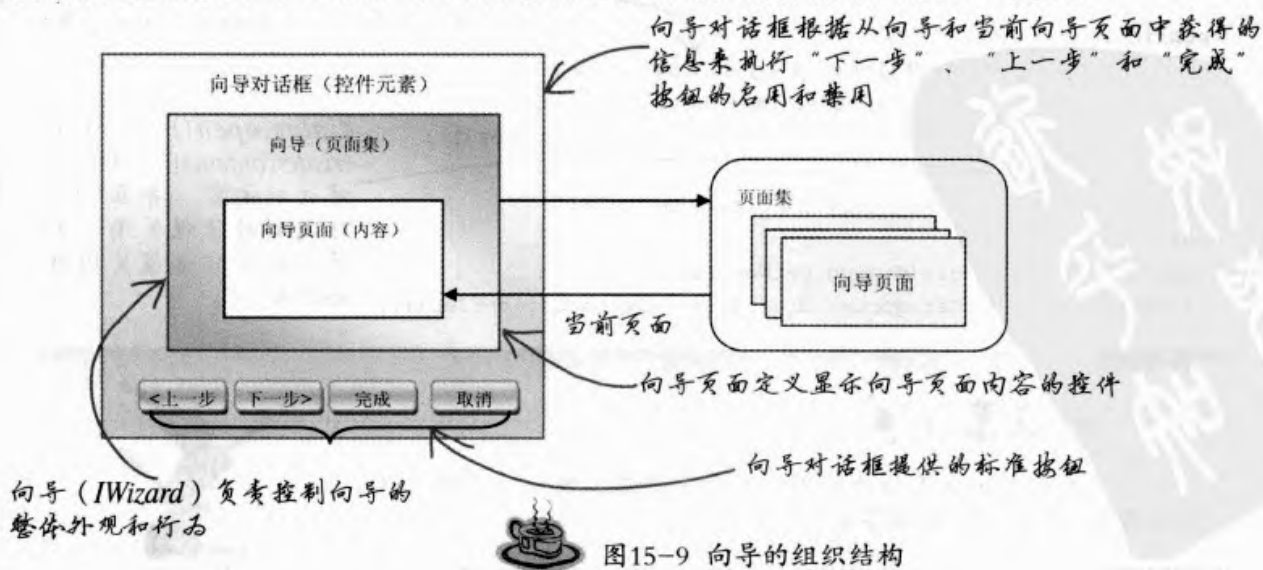 向导对话框根据从向导和当前向导页面中获得的
信息来执行“下一步”、“上一步”和“完成”
按钮的启用和禁用
向导对话框（控件元素）
向导（页面集）
向导页面（内容）
页面集
向导页面
当前页面
向导页面定义显示向导页面内容的控件
<上一步
下一步>
完成
取消
向导对话框提供的标准按钮
向导（IWizard）负责控制向导的
整体外观和行为
图15-9 向导的组织结构